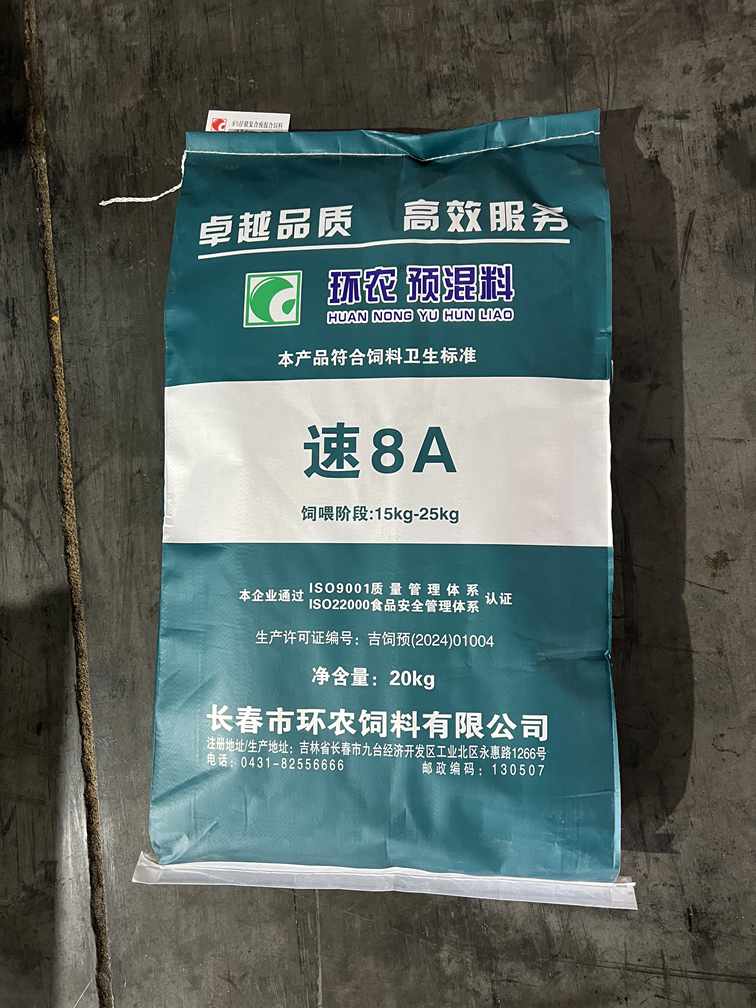 卓越品质 高效服务
环农 预混料
HUAN NONG YU HUN LIAO
本产品符合饲料卫生标准
速8A
饲喂阶段:15kg-25kg
本企业通过 ISO9001质量管理体系 认证
ISO22000食品安全管理体系
生产许可证编号：吉饲预(2024)01004
净含量：20kg
长春市环农饲料有限公司
注册地址/生产地址：吉林省长春市九台经济开发区工业北区永惠路1266号
电话：0431-82556666 邮政编码：130507